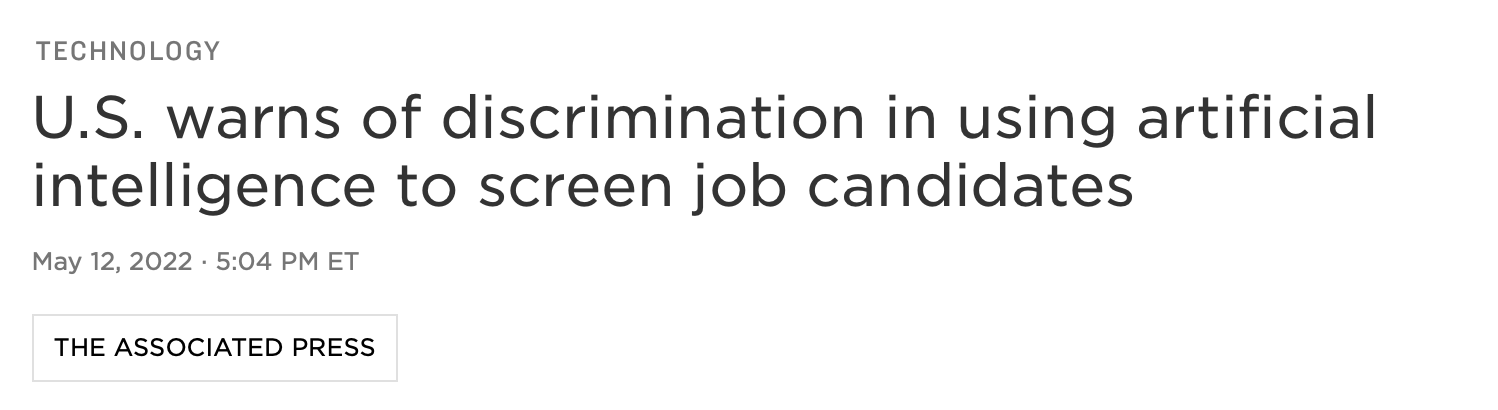 TECHNOLOGY
U.S. warns of discrimination in using artificial
intelligence to screen job candidates
May 12, 2022 · 5:04 PM ET
THE ASSOCIATED PRESS